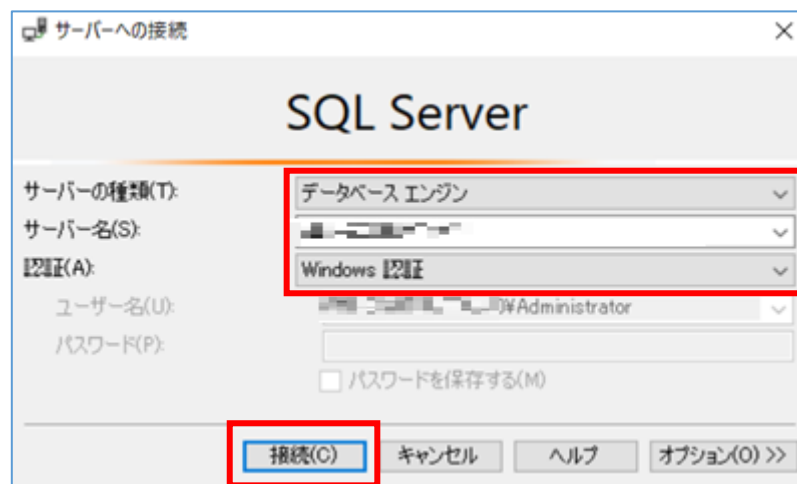 サーバーへの接続
SQL Server
サーバーの種類(T):
データベース エンジン
サーバー名(S):
認証(A):
Windows 認証
ユーザー名(U):
¥Administrator
パスワード(P):
パスワードを保存する(M)
接続(C)
キャンセル
ヘルプ
オプション(O) >>